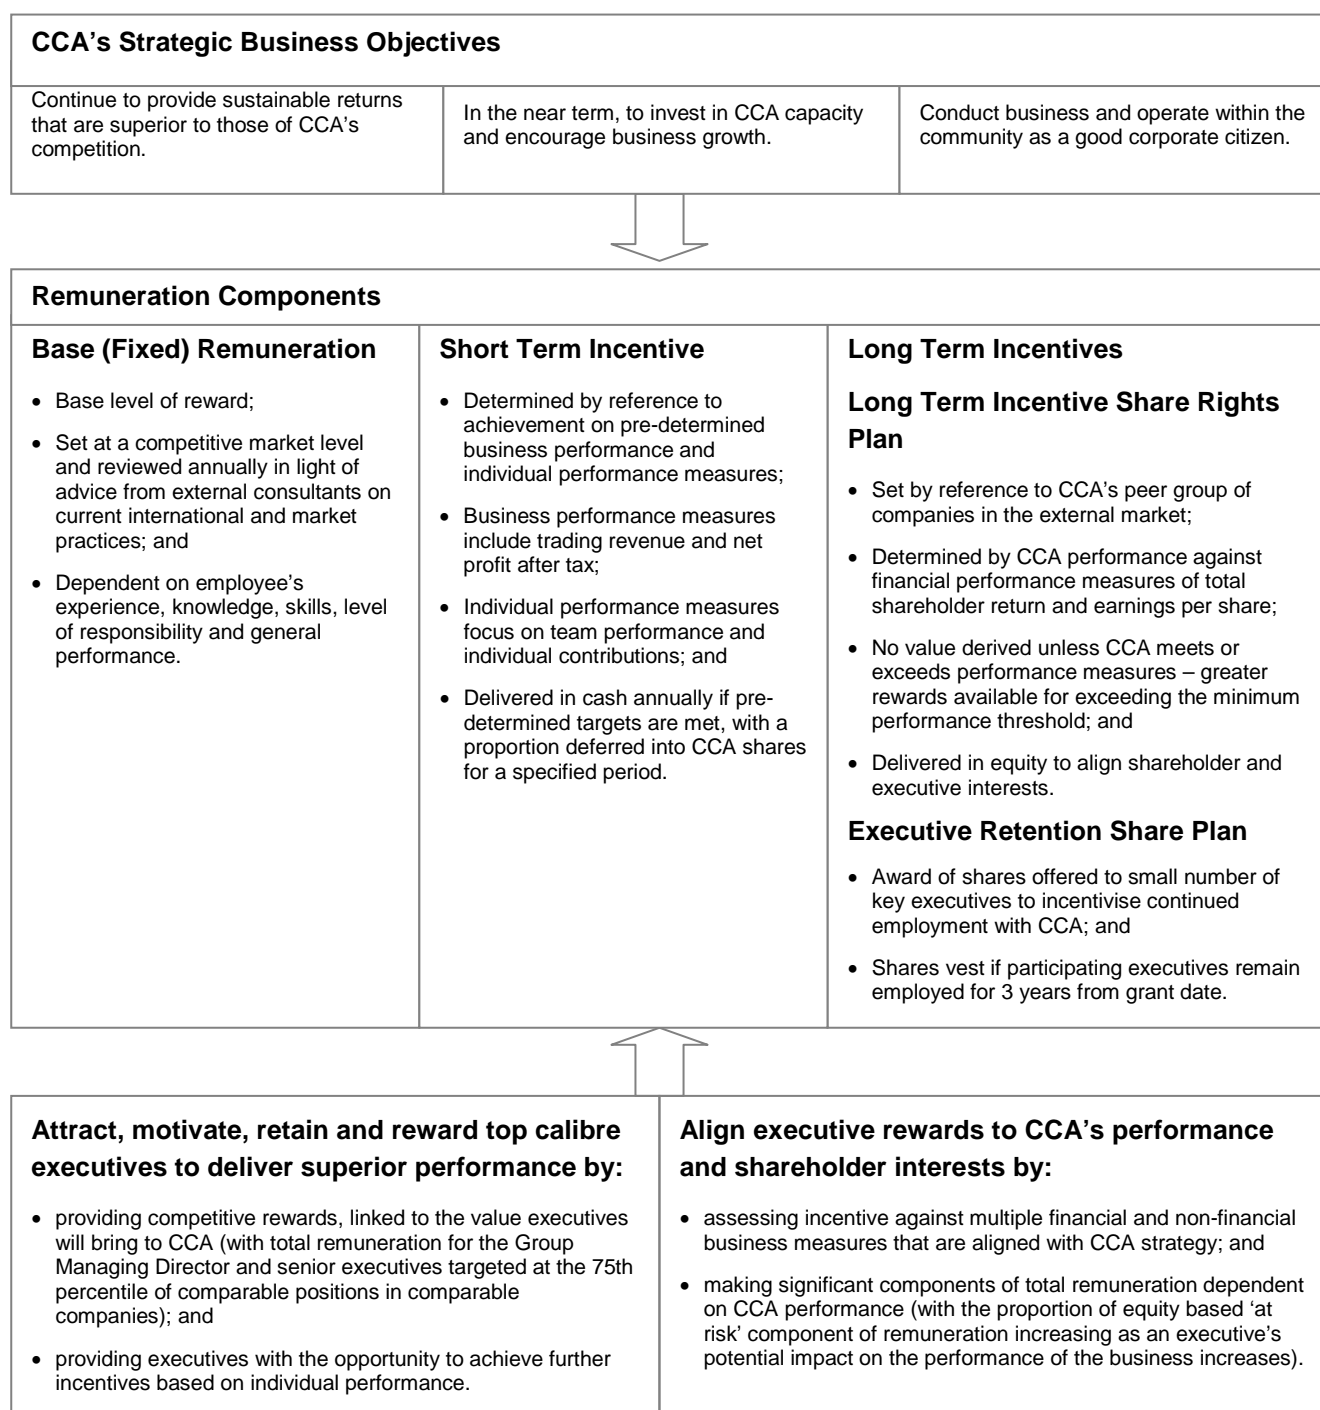 CCA’s Strategic Business Objectives
Continue to provide sustainable returns
that are superior to those of CCA’s
competition.
In the near term, to invest in CCA capacity
and encourage business growth.
Conduct business and operate within the
community as a good corporate citizen.
Remuneration Components
Base (Fixed) Remuneration
• Base level of reward;
• Set at a competitive market level
and reviewed annually in light of
advice from external consultants on
current international and market
practices; and
• Dependent on employee’s
experience, knowledge, skills, level
of responsibility and general
performance.
Short Term Incentive
• Determined by reference to
achievement on pre-determined
business performance and
individual performance measures;
• Business performance measures
include trading revenue and net
profit after tax;
• Individual performance measures
focus on team performance and
individual contributions; and
• Delivered in cash annually if pre-
determined targets are met, with a
proportion deferred into CCA shares
for a specified period.
Long Term Incentives
Long Term Incentive Share Rights
Plan
• Set by reference to CCA’s peer group of
companies in the external market;
• Determined by CCA performance against
financial performance measures of total
shareholder return and earnings per share;
• No value derived unless CCA meets or
exceeds performance measures – greater
rewards available for exceeding the minimum
performance threshold; and
• Delivered in equity to align shareholder and
executive interests.
Executive Retention Share Plan
• Award of shares offered to small number of
key executives to incentivise continued
employment with CCA; and
• Shares vest if participating executives remain
employed for 3 years from grant date.
Attract, motivate, retain and reward top calibre
executives to deliver superior performance by:
• providing competitive rewards, linked to the value executives
will bring to CCA (with total remuneration for the Group
Managing Director and senior executives targeted at the 75th
percentile of comparable positions in comparable
companies); and
• providing executives with the opportunity to achieve further
incentives based on individual performance.
Align executive rewards to CCA’s performance
and shareholder interests by:
• assessing incentive against multiple financial and non-financial
business measures that are aligned with CCA strategy; and
• making significant components of total remuneration dependent
on CCA performance (with the proportion of equity based ‘at
risk’ component of remuneration increasing as an executive’s
potential impact on the performance of the business increases).